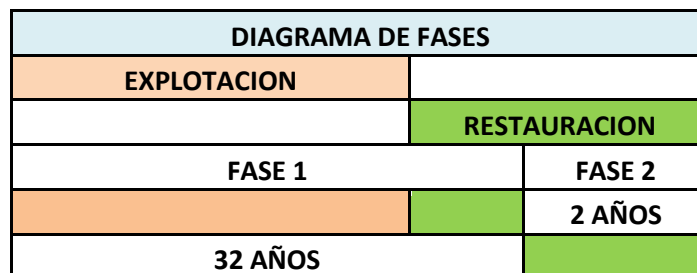 DIAGRAMA DE FASES
EXPLOTACION
RESTAURACION
FASE 1 FASE 2
2 AÑOS
32 AÑOS